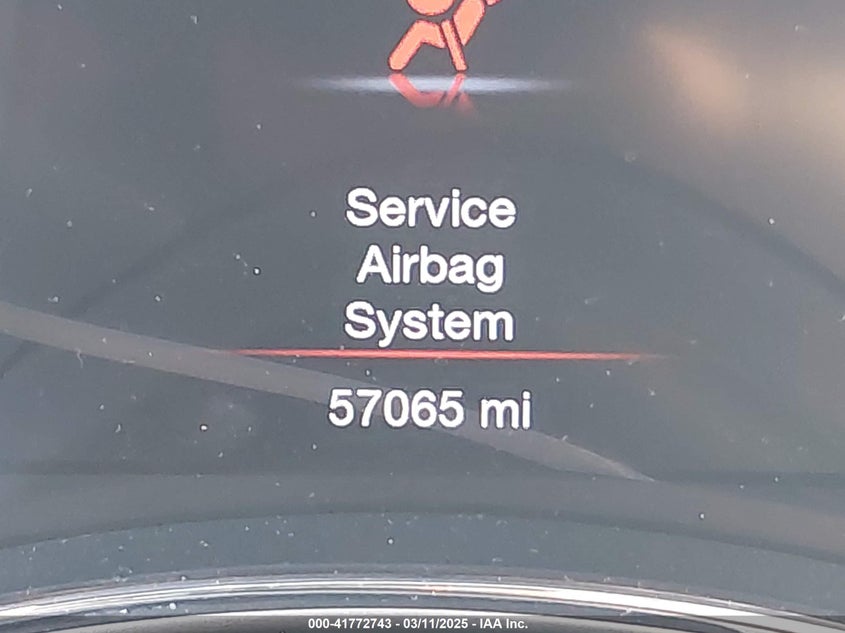 Service
Airbag
System
57065 mi
000-41772743 - 03/11/2025 - IAA Inc.